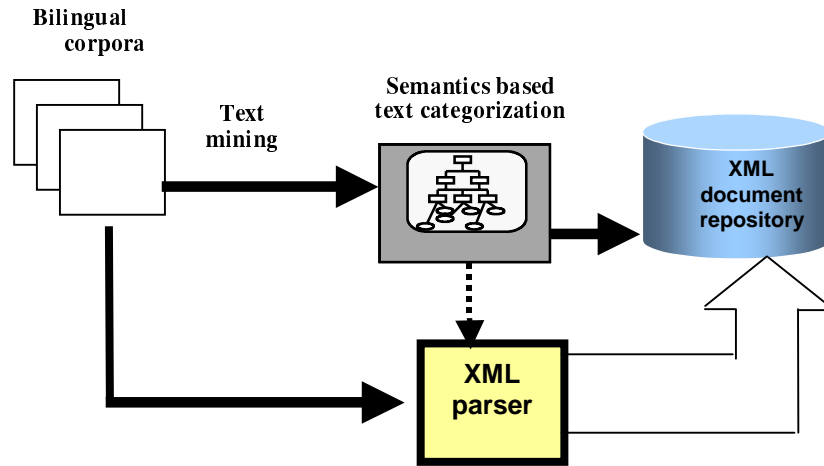 Bilingual
corpora
Text
mining
Semantics based
text categorization
XML
document
repository
XML
parser